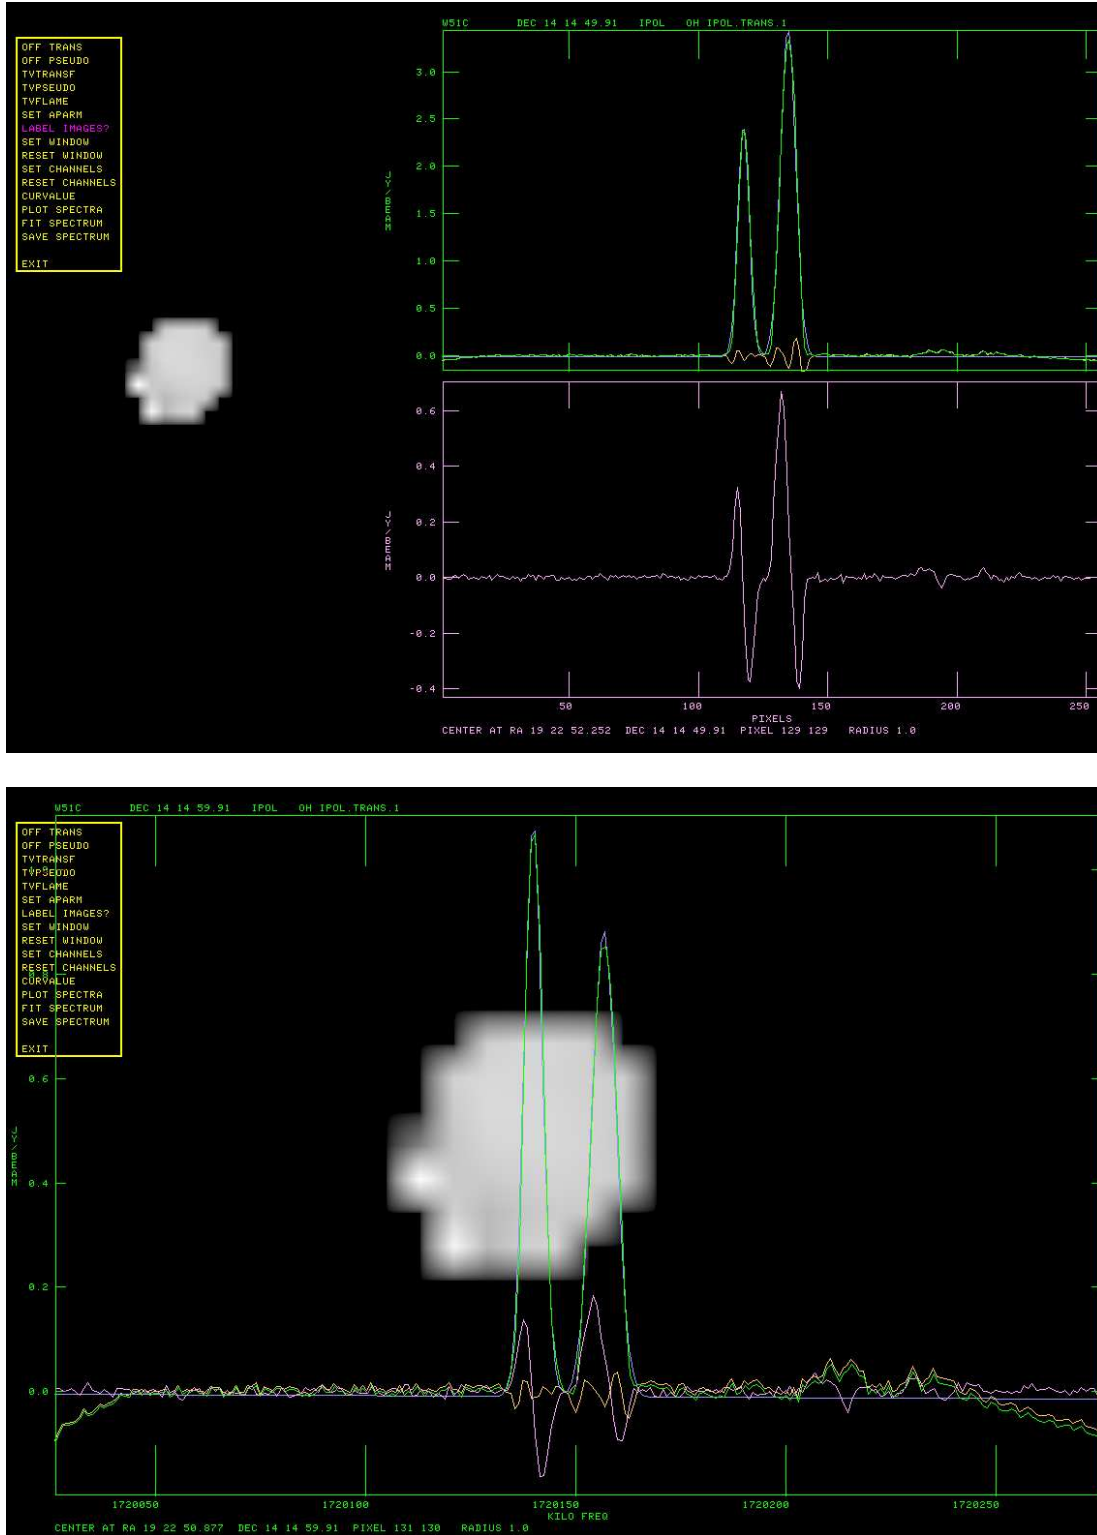 W51C DEC 14 14 49.91 IPOL OH IPOL.TRANS.1
OFF TRANS
OFF PSEUDO
TVTRANSF
TVPSEUDO
TVFLAME
SET APARM
LABEL IMAGES?
SET WINDOW
RESET WINDOW
SET CHANNELS
RESET CHANNELS
CURVALUE
PLOT SPECTRA
FIT SPECTRUM
SAVE SPECTRUM
EXIT
3.0
2.5
2.0
1.5
1.0
0.5
0.0
JY/BEAM
0.6
0.4
0.2
0.0
-0.2
-0.4
JY/BEAM
50 100 150 200 250
PIXELS
CENTER AT RA 19 22 52.252 DEC 14 14 49.91 PIXEL 129 129 RADIUS 1.0
W51C DEC 14 14 59.91 IPOL OH IPOL.TRANS.1
OFF TRANS
OFF PSEUDO
TVTRANSF
TVPSEUDO
TVFLAME
SET APARM
LABEL IMAGES?
SET WINDOW
RESET WINDOW
SET CHANNELS
RESET CHANNELS
CURVALUE
PLOT SPECTRA
FIT SPECTRUM
SAVE SPECTRUM
EXIT
0.6
0.4
0.2
0.0
JY/BEAM
1720050 1720100 1720150 1720200 1720250
KILO FREQ
CENTER AT RA 19 22 50.877 DEC 14 14 59.91 PIXEL 131 130 RADIUS 1.0